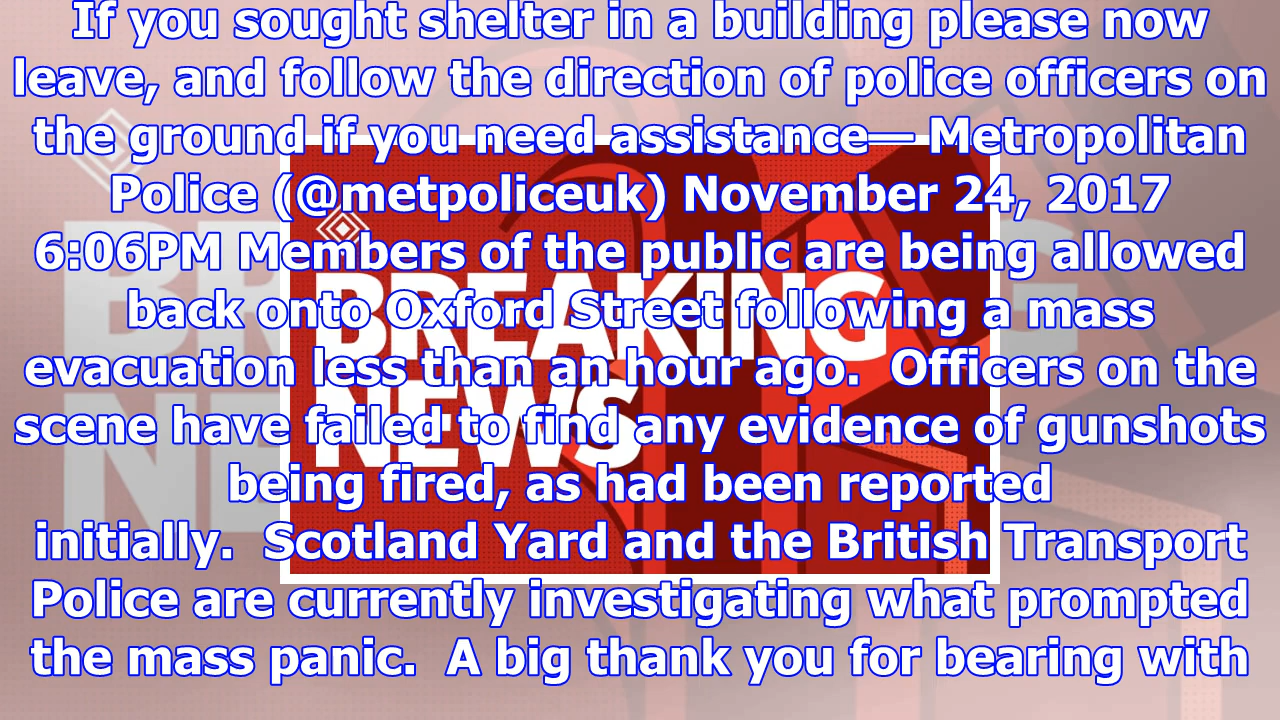 If you sought shelter in a building please now
leave, and follow the direction of police officers on
the ground if you need assistance— Metropolitan
Police (@metpoliceuk) November 24, 2017
6:06PM Members of the public are being allowed
back onto Oxford Street following a mass
evacuation less than an hour ago.  Officers on the
scene have failed to find any evidence of gunshots
being fired, as had been reported
initially.  Scotland Yard and the British Transport
Police are currently investigating what prompted
the mass panic.  A big thank you for bearing with
BREAKING
NEWS
BR
NE
G